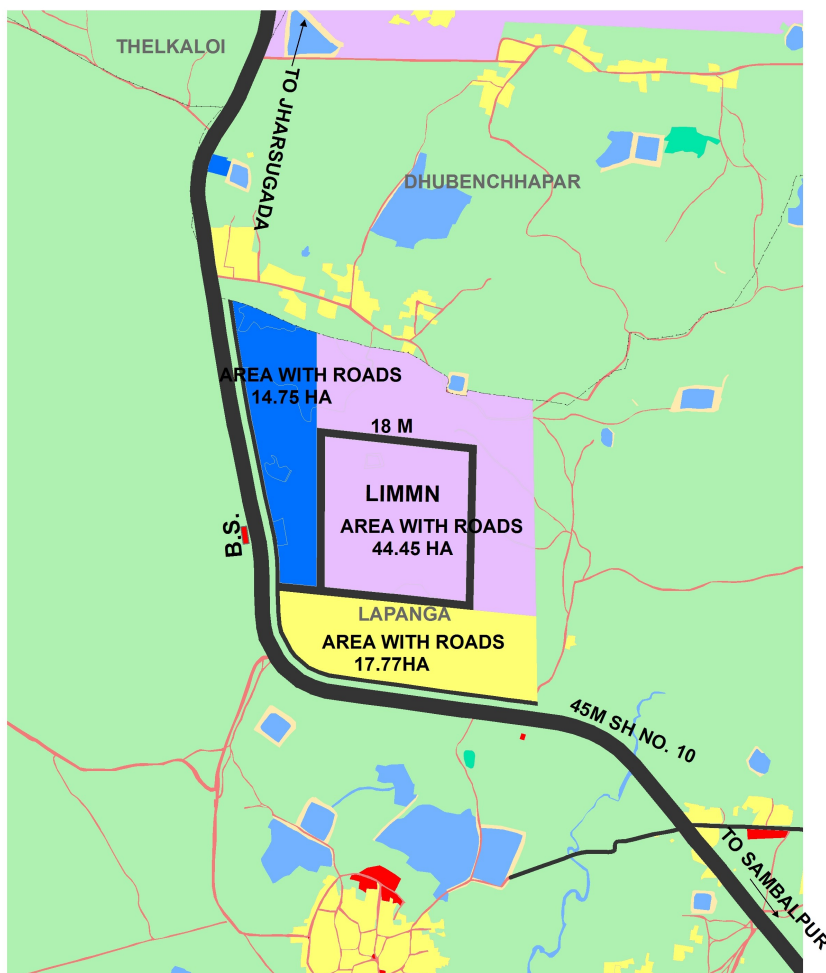 THELKALOI
TO JHARSUGADA
DHUBENCHHAPAR
AREA WITH ROADS
14.75 HA
18 M
LIMMN
AREA WITH ROADS
44.45 HA
B.S.
LAPANGA
AREA WITH ROADS
17.77HA
45M SH NO. 10
TO SAMBALPUR